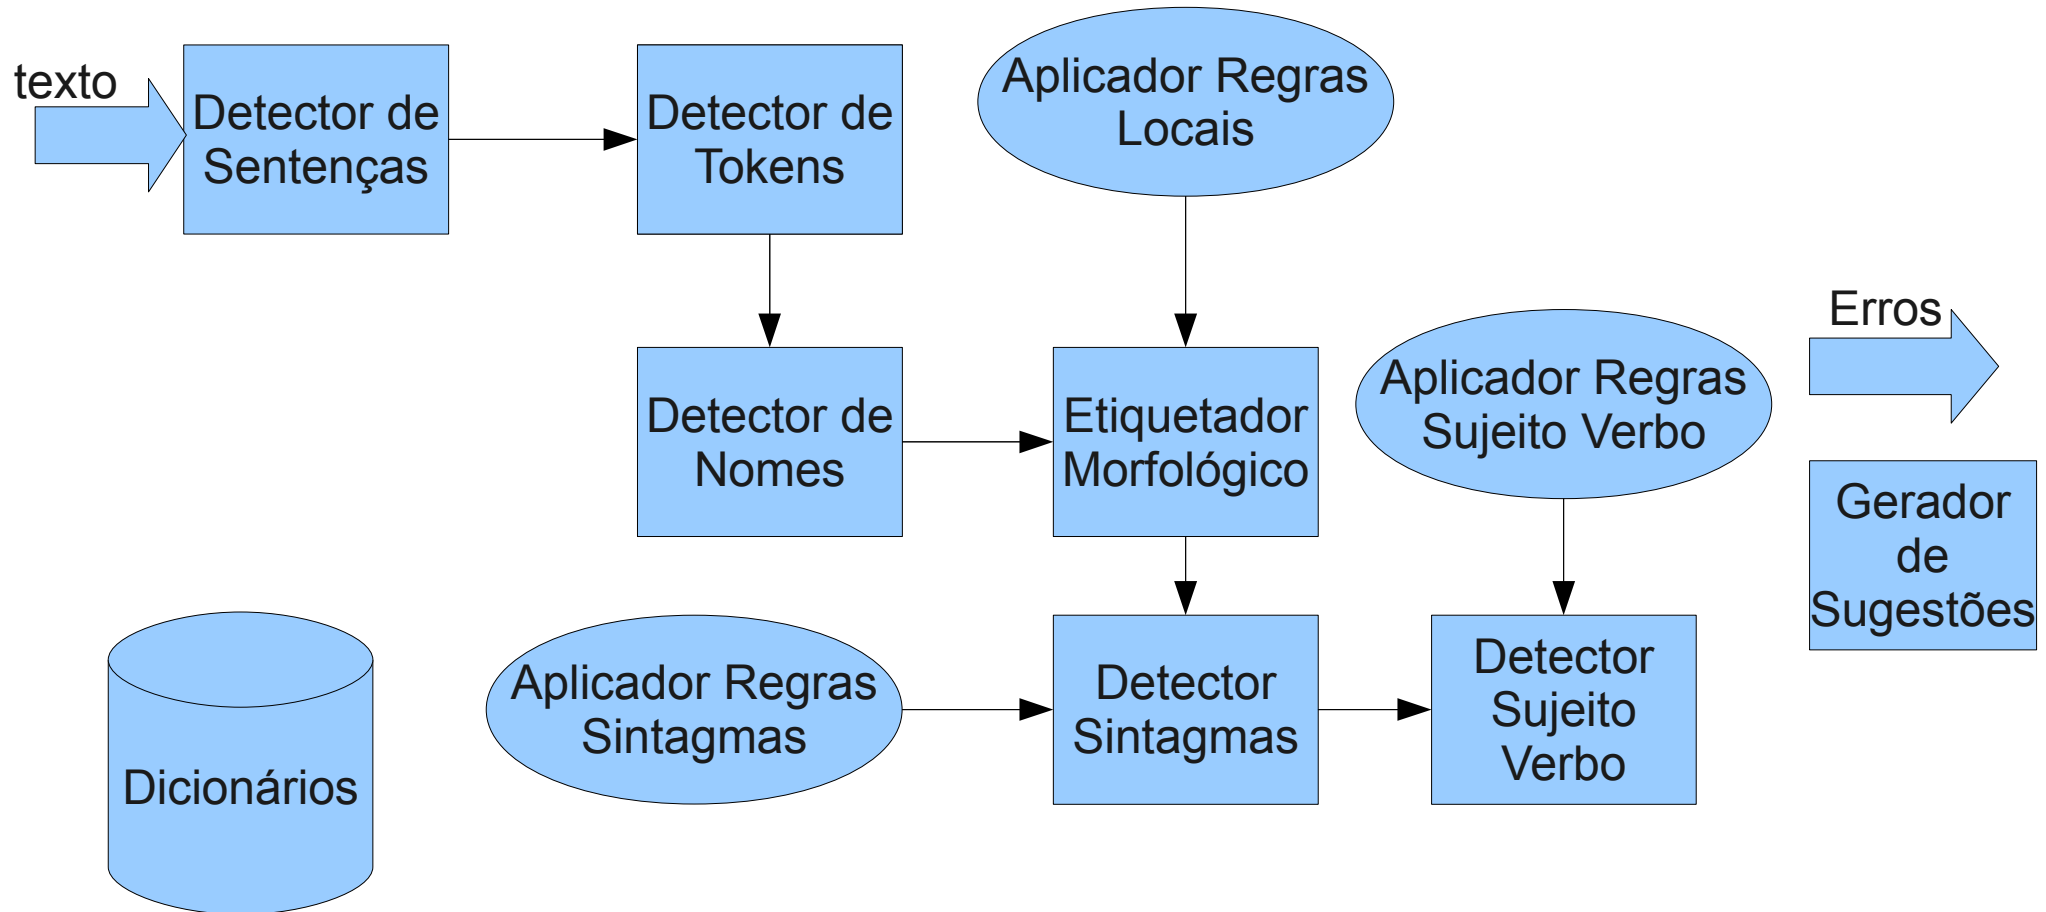 texto
Detector de
Sentenças
Detector de
Tokens
Aplicador Regras
Locais
Detector de
Nomes
Etiquetador
Morfológico
Aplicador Regras
Sujeito Verbo
Erros
Gerador
de
Sugestões
Dicionários
Aplicador Regras
Sintagmas
Detector
Sintagmas
Detector
Sujeito
Verbo